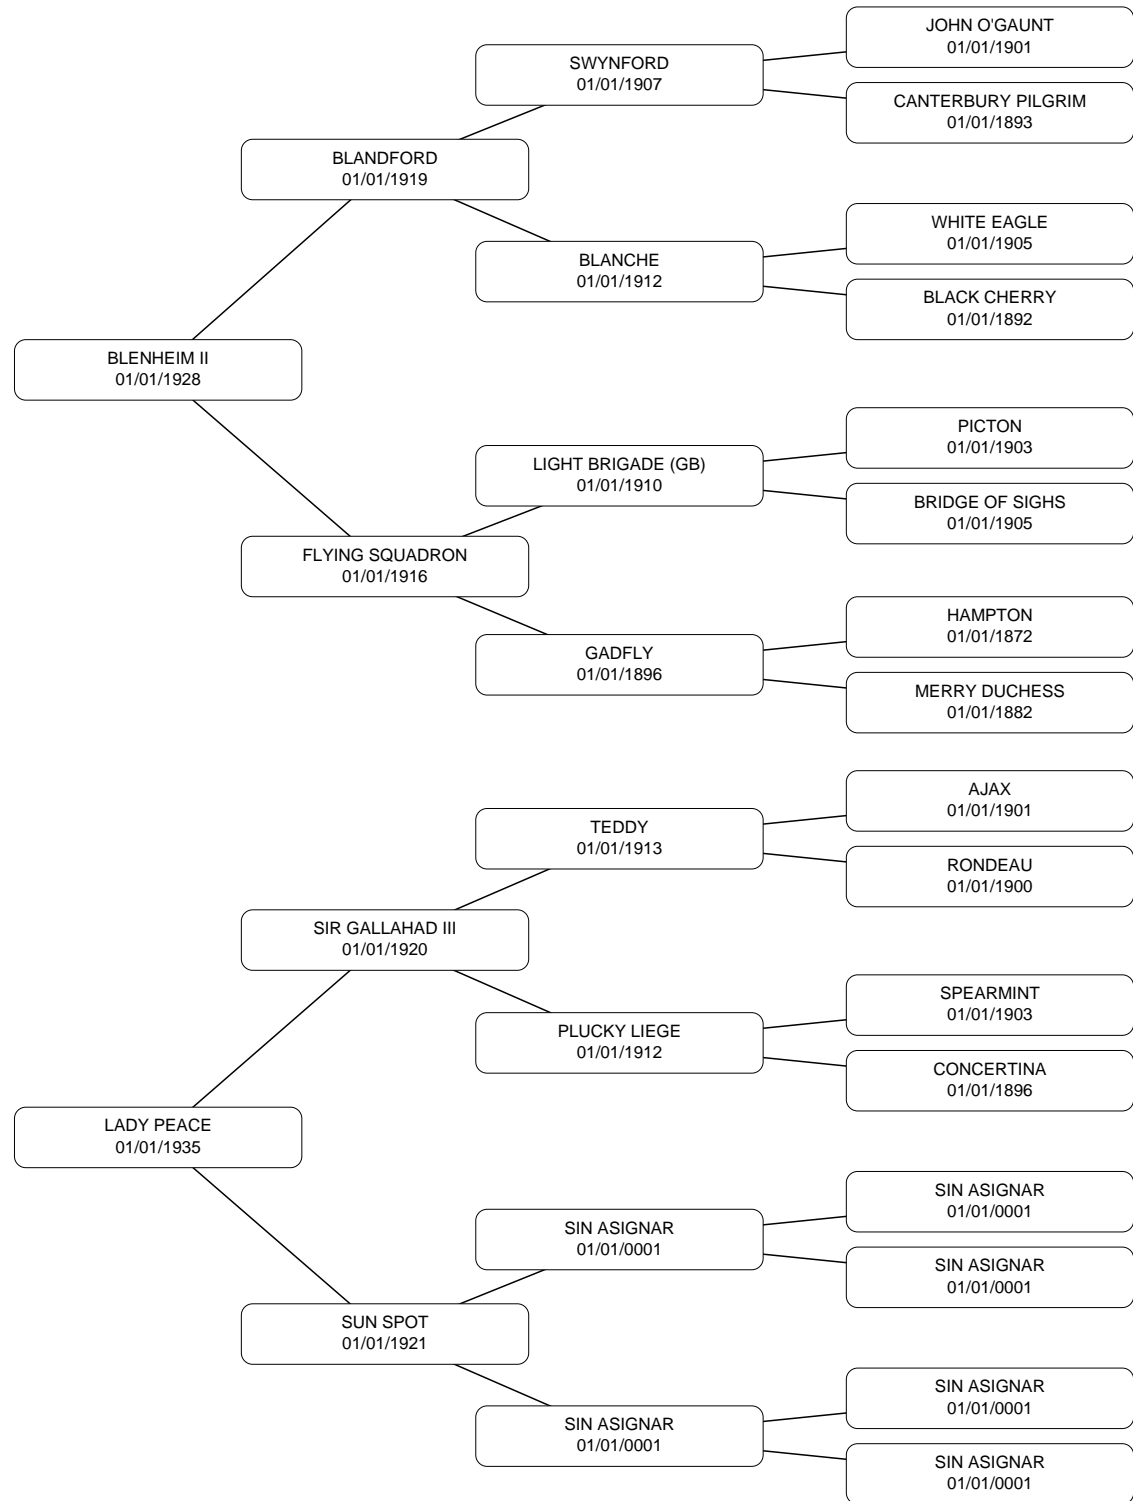 JOHN O'GAUNT
01/01/1901
SWYNFORD
01/01/1907
CANTERBURY PILGRIM
01/01/1893
BLANDFORD
01/01/1919
WHITE EAGLE
01/01/1905
BLANCHE
01/01/1912
BLACK CHERRY
01/01/1892
BLENHEIM II
01/01/1928
PICTON
01/01/1903
LIGHT BRIGADE (GB)
01/01/1910
BRIDGE OF SIGHS
01/01/1905
FLYING SQUADRON
01/01/1916
HAMPTON
01/01/1872
GADFLY
01/01/1896
MERRY DUCHESS
01/01/1882
AJAX
01/01/1901
TEDDY
01/01/1913
RONDEAU
01/01/1900
SIR GALLAHAD III
01/01/1920
SPEARMINT
01/01/1903
PLUCKY LIEGE
01/01/1912
CONCERTINA
01/01/1896
LADY PEACE
01/01/1935
SIN ASIGNAR
01/01/0001
SIN ASIGNAR
01/01/0001
SIN ASIGNAR
01/01/0001
SUN SPOT
01/01/1921
SIN ASIGNAR
01/01/0001
SIN ASIGNAR
01/01/0001
SIN ASIGNAR
01/01/0001